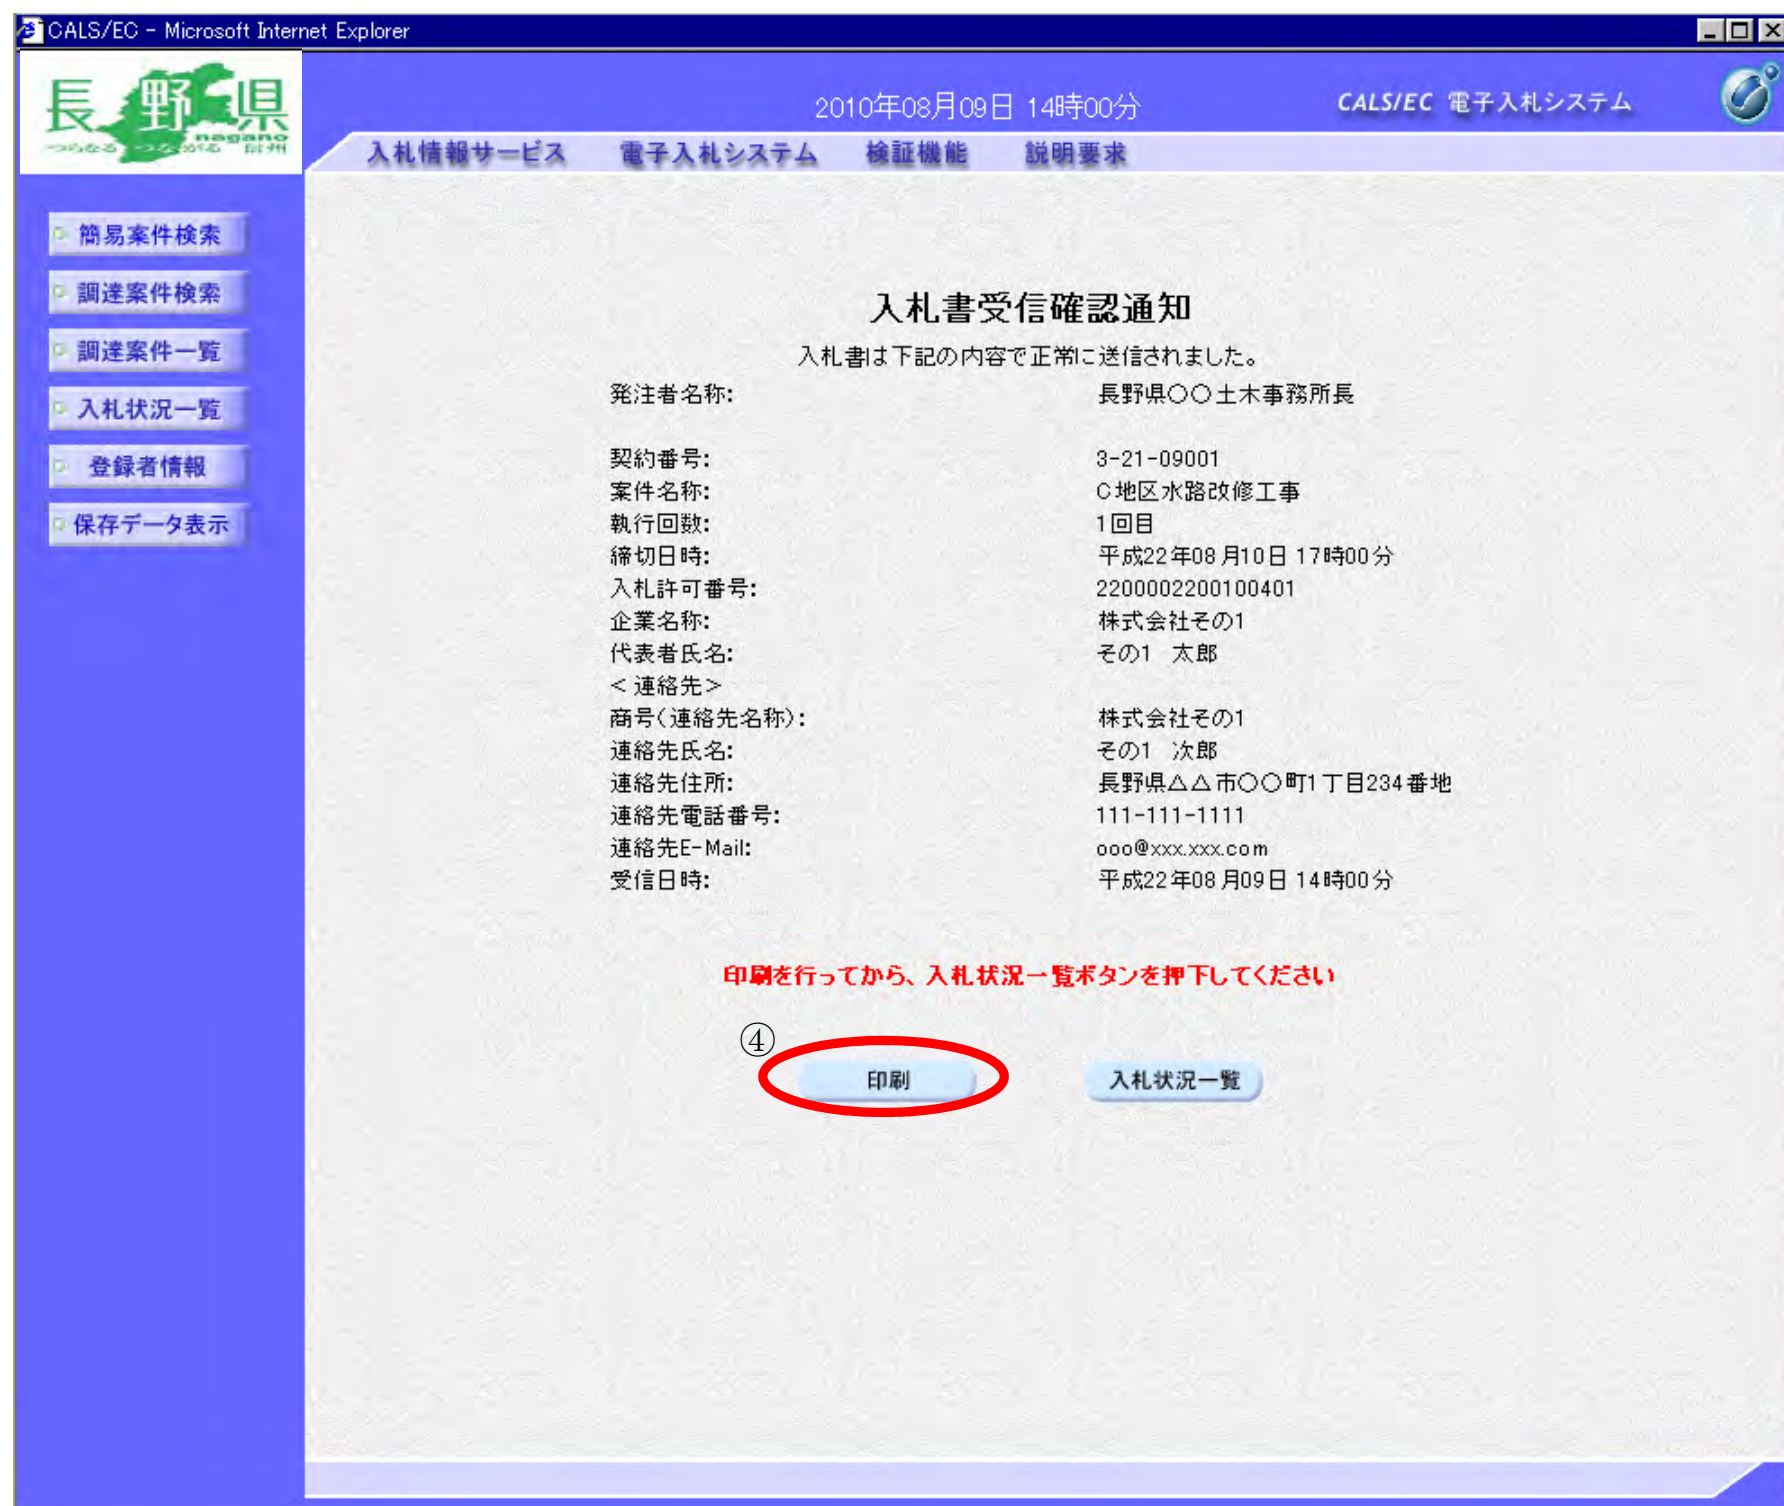 CALS/EC - Microsoft Internet Explorer
長野県
nagano
つらなる つながる 信州
2010年08月09日 14時00分
CALS/EC 電子入札システム
入札情報サービス 電子入札システム 検証機能 説明要求
簡易案件検索
調達案件検索
調達案件一覧
入札状況一覧
登録者情報
保存データ表示
入札書受信確認通知
入札書は下記の内容で正常に送信されました。
発注者名称: 長野県〇〇土木事務所長
契約番号: 3-21-09001
案件名称: C地区水路改修工事
執行回数: 1回目
締切日時: 平成22年08月10日 17時00分
入札許可番号: 2200002200100401
企業名称: 株式会社その1
代表者氏名: その1 太郎
<連絡先>
商号(連絡先名称): 株式会社その1
連絡先氏名: その1 次郎
連絡先住所: 長野県△△市〇〇町1丁目234番地
連絡先電話番号: 111-111-1111
連絡先E-Mail: ooo@xxx.xxx.com
受信日時: 平成22年08月09日 14時00分
印刷を行ってから、入札状況一覧ボタンを押下してください
④
印刷 入札状況一覧